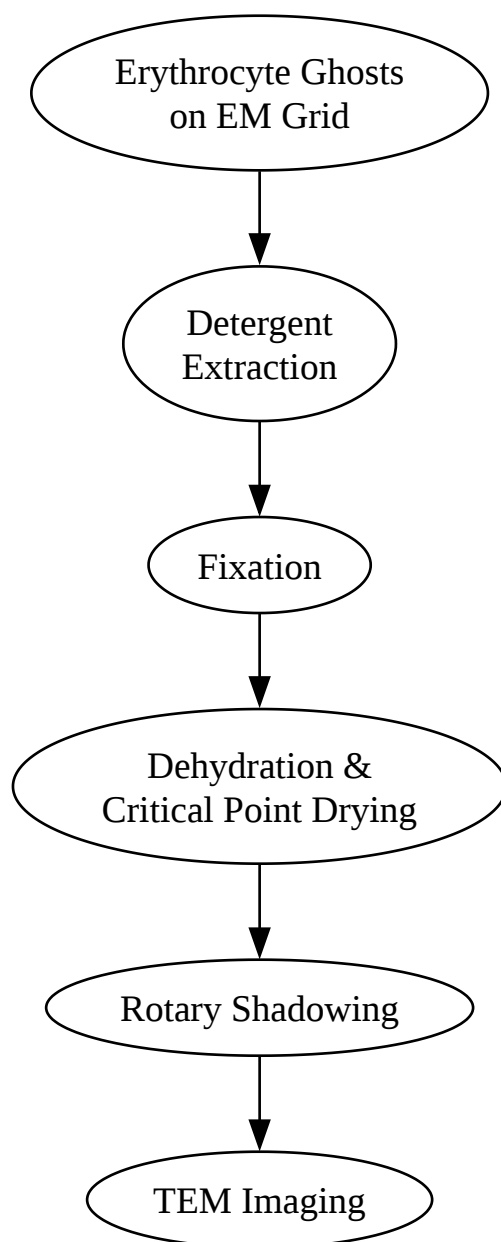 Erythrocyte Ghosts
on EM Grid
Detergent
Extraction
Fixation
Dehydration &
Critical Point Drying
Rotary Shadowing
TEM Imaging